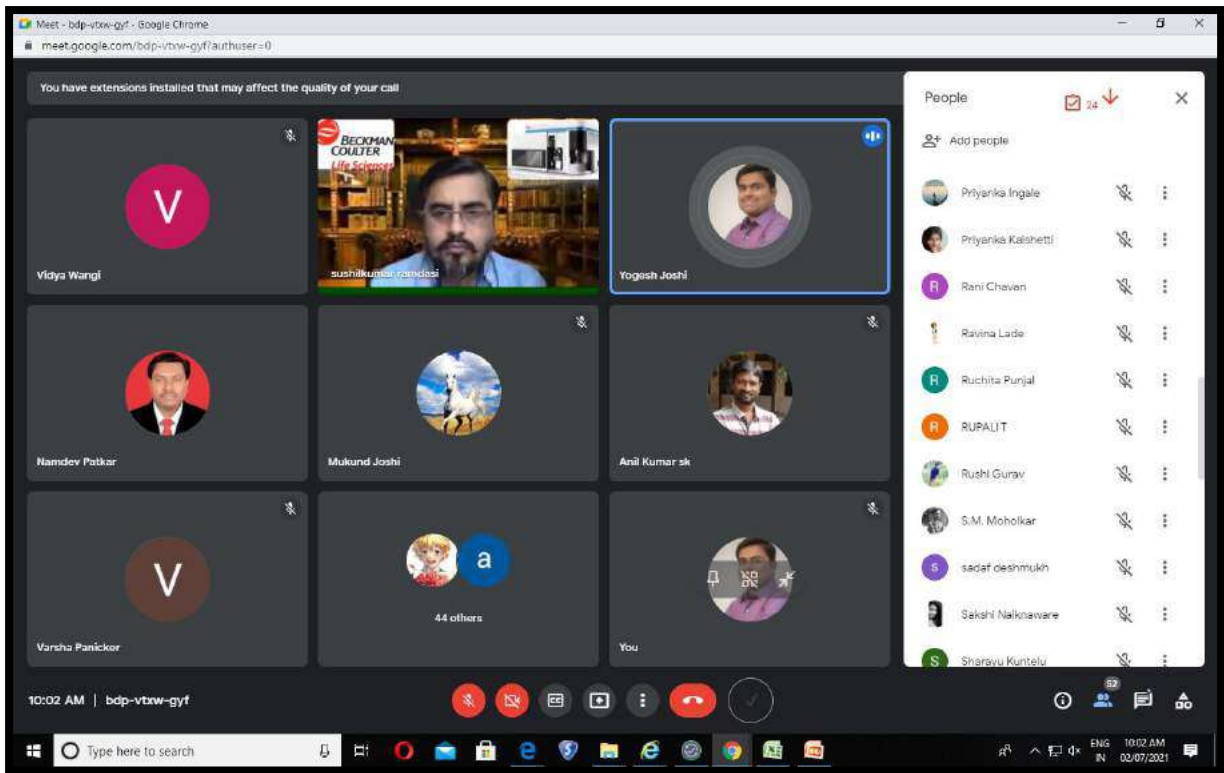 Meet - bdp-vtxw-gyf - Google Chrome
meet.google.com/bdp-vtxw-gyf?authuser=0
You have extensions installed that may affect the quality of your call
V
Vidya Wangi
BECKMAN
COULTER
Life Sciences
sushilkumar ramdasi
Yogesh Joshi
Namdev Patkar
Mukund Joshi
Anil Kumar sk
V
Varsha Panicker
a
44 others
You
People
24
Add people
Priyanka Ingale
Priyanka Kalshetti
R
Rani Chavan
Ravina Lade
R
Ruchita Punjal
R
RUPALI T
Rushi Gurav
S.M. Moholkar
s
sadaf deshmukh
Sakshi Nalknaware
S
Sharayu Kuntelu
10:02 AM | bdp-vtxw-gyf
CC
52
Type here to search
ENG
IN
10:02 AM
02/07/2021